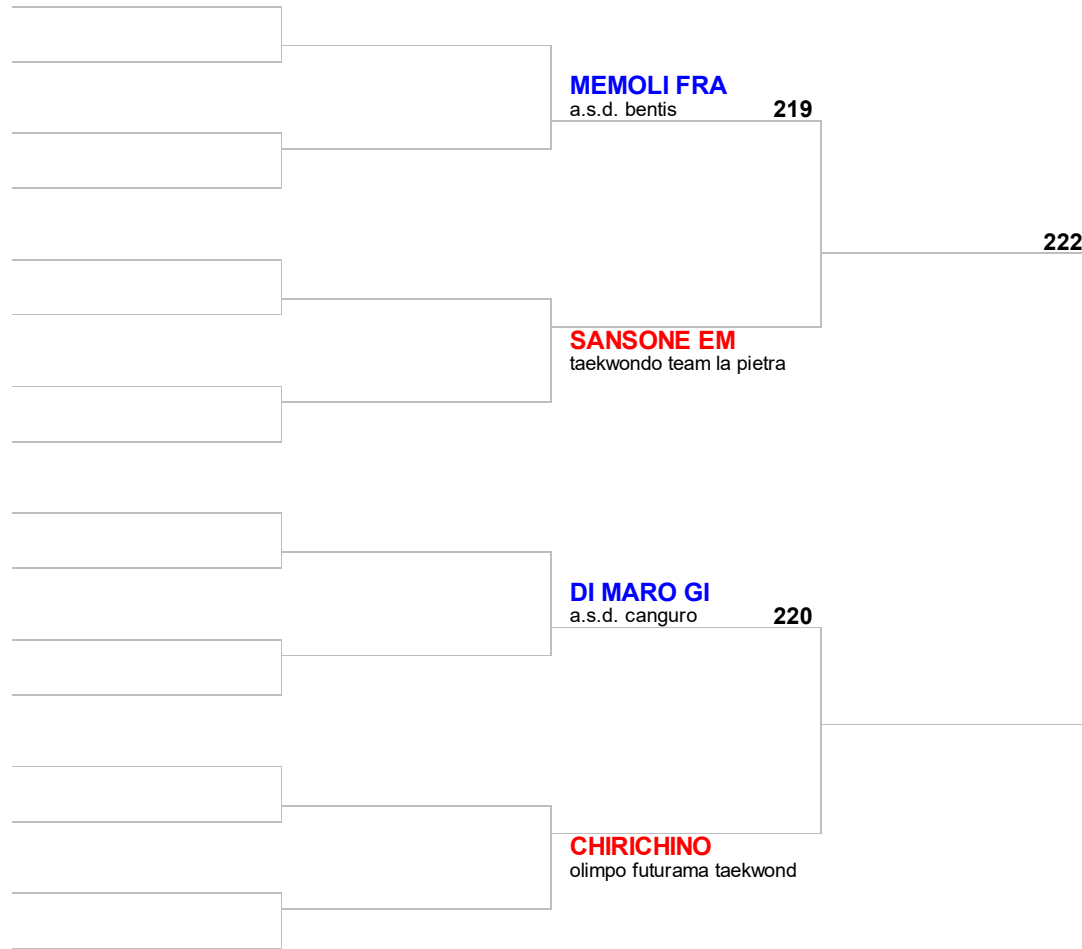 MEMOLI FRA
a.s.d. bentis 219
222
SANSONE EM
taekwondo team la pietra
DI MARO GI
a.s.d. canguro 220
CHIRICHINO
olimpo futurama taekwond